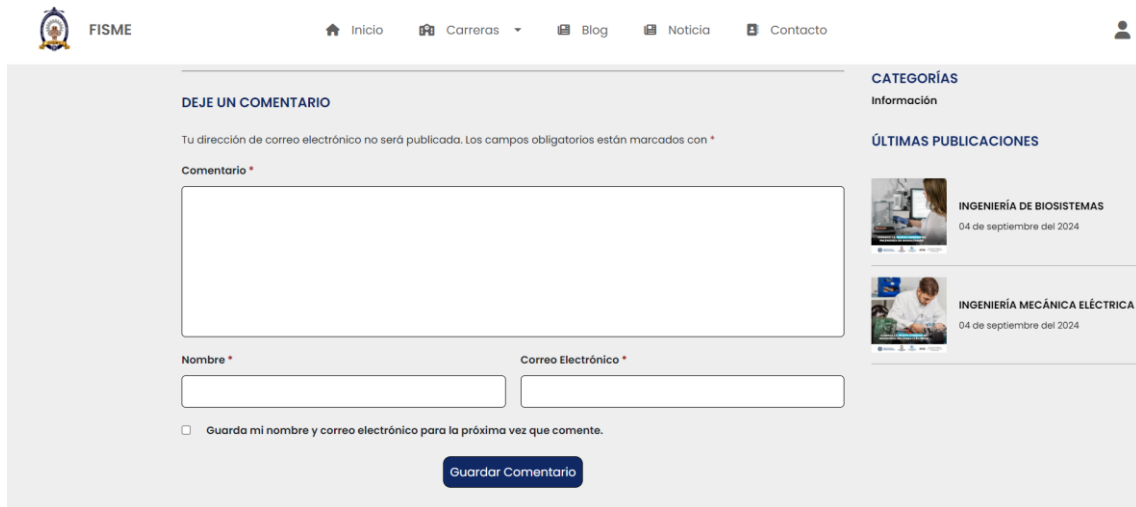 FISME
Inicio
Carreras
Blog
Noticia
Contacto
DEJE UN COMENTARIO
Tu dirección de correo electrónico no será publicada. Los campos obligatorios están marcados con *
Comentario *
Nombre *
Correo Electrónico *
Guarda mi nombre y correo electrónico para la próxima vez que comente.
Guardar Comentario
CATEGORÍAS
Información
ÚLTIMAS PUBLICACIONES
INGENIERÍA DE BIOSISTEMAS
04 de septiembre del 2024
INGENIERÍA MECÁNICA ELÉCTRICA
04 de septiembre del 2024